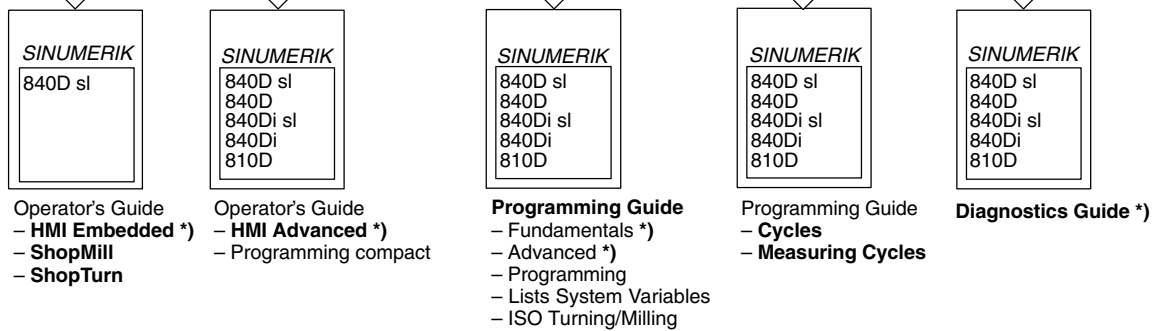 SINUMERIK
840D sl
Operator's Guide
– HMI Embedded *)
– ShopMill
– ShopTurn
SINUMERIK
840D sl
840D
840Di sl
840Di
810D
Operator's Guide
– HMI Advanced *)
– Programming compact
SINUMERIK
840D sl
840D
840Di sl
840Di
810D
Programming Guide
– Fundamentals *)
– Advanced *)
– Programming
– Lists System Variables
– ISO Turning/Milling
SINUMERIK
840D sl
840D
840Di sl
840Di
810D
Programming Guide
– Cycles
– Measuring Cycles
SINUMERIK
840D sl
840D
840Di sl
840Di
810D
Diagnostics Guide *)